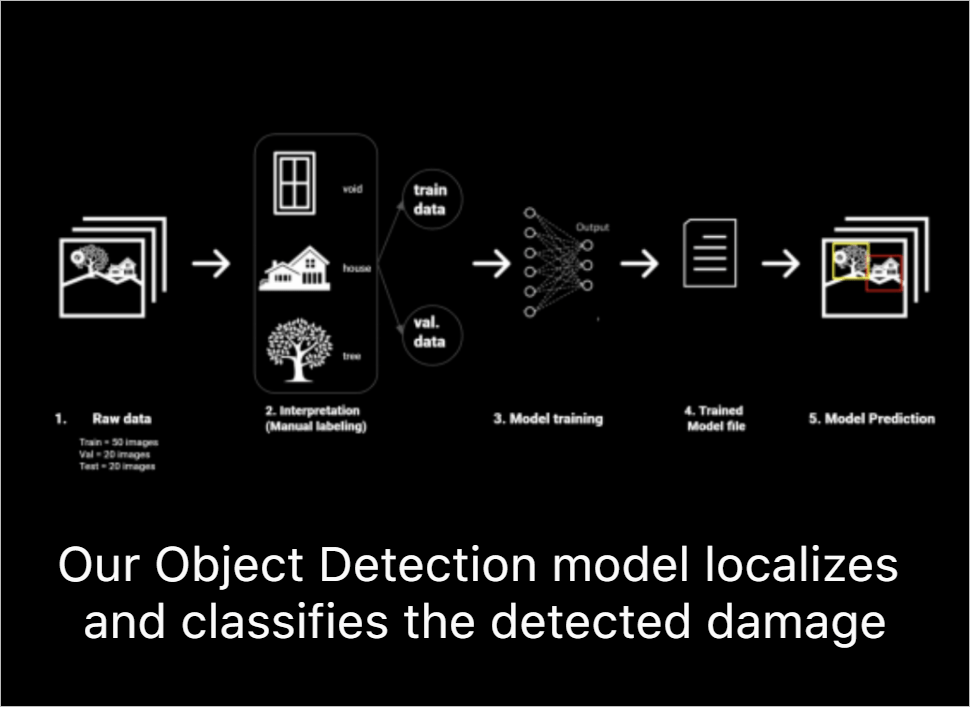 void
train
data
Output
house
val.
data
tree
1. Raw data
Train = 50 images
Val = 20 images
Test = 20 images
2. Interpretation
(Manual labeling)
3. Model training
4. Trained
Model file
5. Model Prediction
Our Object Detection model localizes
and classifies the detected damage